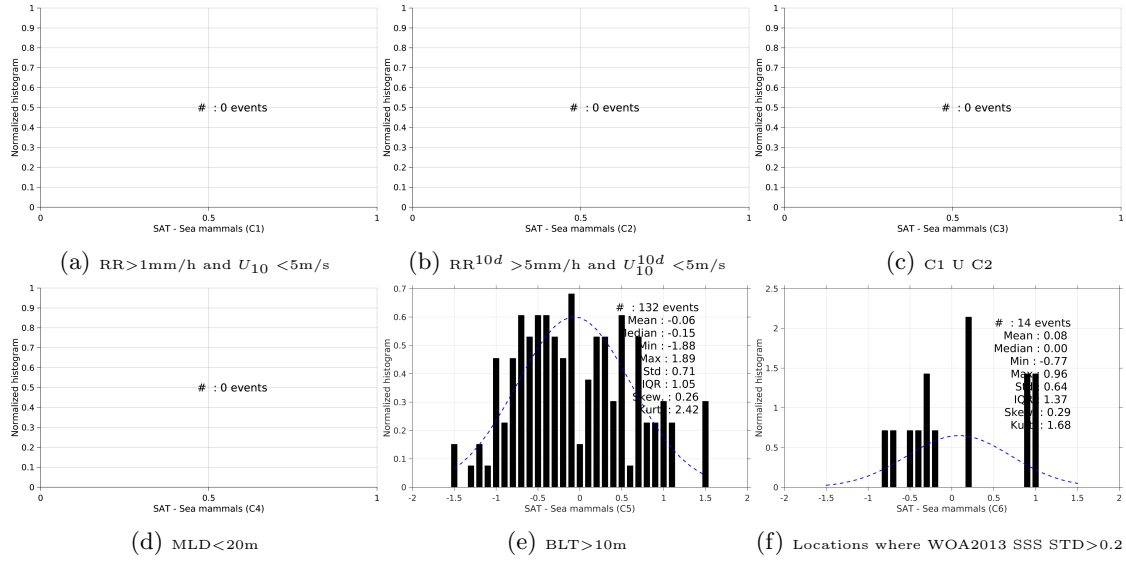 1
0.9
0.8
0.7
0.6
0.5
0.4
0.3
0.2
0.1
0
Normalized histogram
# : 0 events
0 0.5 1
SAT - Sea mammals (C1)
(a) RR>1mm/h and U10 <5m/s
1
0.9
0.8
0.7
0.6
0.5
0.4
0.3
0.2
0.1
0
Normalized histogram
# : 0 events
0 0.5 1
SAT - Sea mammals (C2)
(b) RR10d >5mm/h and U10d10 <5m/s
1
0.9
0.8
0.7
0.6
0.5
0.4
0.3
0.2
0.1
0
Normalized histogram
# : 0 events
0 0.5 1
SAT - Sea mammals (C3)
(c) C1 U C2
1
0.9
0.8
0.7
0.6
0.5
0.4
0.3
0.2
0.1
0
Normalized histogram
# : 0 events
0 0.5 1
SAT - Sea mammals (C4)
(d) MLD<20m
0.7
0.6
0.5
0.4
0.3
0.2
0.1
0
Normalized histogram
# : 132 events
Mean : -0.06
Median : -0.15
Min : -1.88
Max : 1.89
Std : 0.71
IQR : 1.05
Skew. : 0.26
Kurt. : 2.42
-2 -1.5 -1 -0.5 0 0.5 1 1.5 2
SAT - Sea mammals (C5)
(e) BLT>10m
2.5
2
1.5
1
0.5
0
Normalized histogram
# : 14 events
Mean : 0.08
Median : 0.00
Min : -0.77
Max : 0.96
Std : 0.64
IQR : 1.37
Skew. : 0.29
Kurt. : 1.68
-2 -1.5 -1 -0.5 0 0.5 1 1.5 2
SAT - Sea mammals (C6)
(f) Locations where WOA2013 SSS STD>0.2